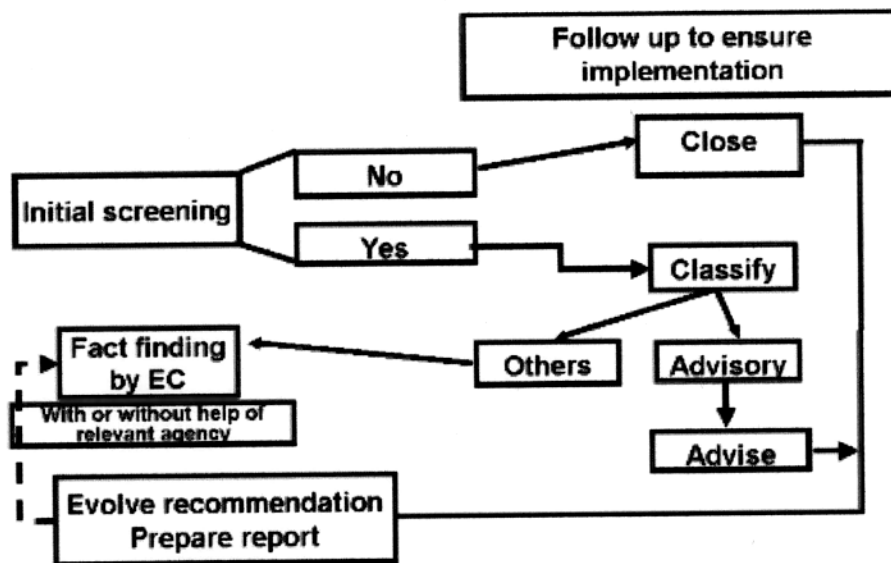 Follow up to ensure
implementation
Close
No
Initial screening
Yes
Classify
Fact finding
by EC
Others
Advisory
With or without help of
relevant agency
Advise
Evolve recommendation
Prepare report